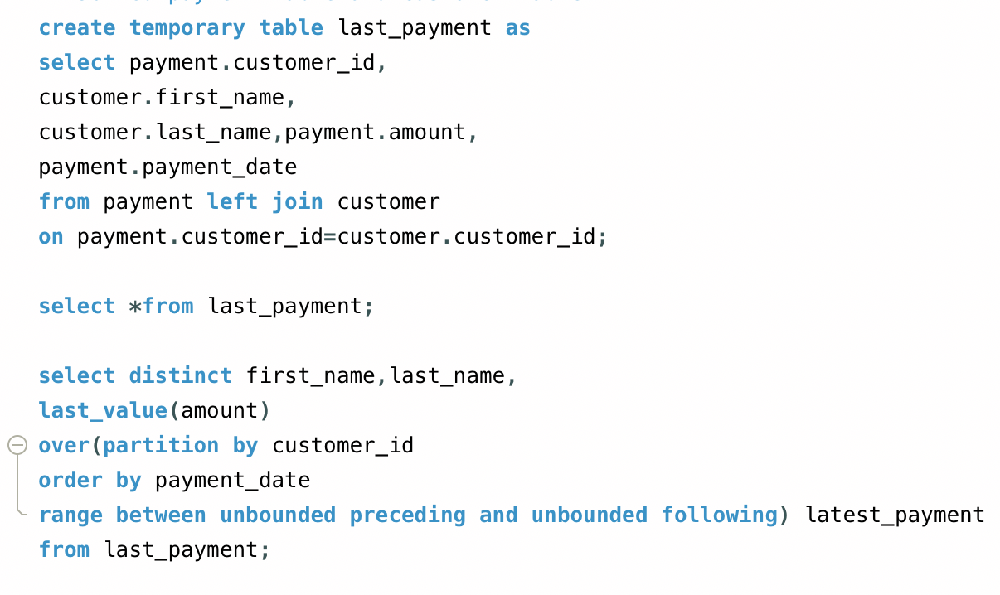 create temporary table last_payment as
select payment.customer_id,
customer.first_name,
customer.last_name,payment.amount,
payment.payment_date
from payment left join customer
on payment.customer_id=customer.customer_id;
select *from last_payment;
select distinct first_name,last_name,
last_value(amount)
over(partition by customer_id
order by payment_date
range between unbounded preceding and unbounded following) latest_payment
from last_payment;